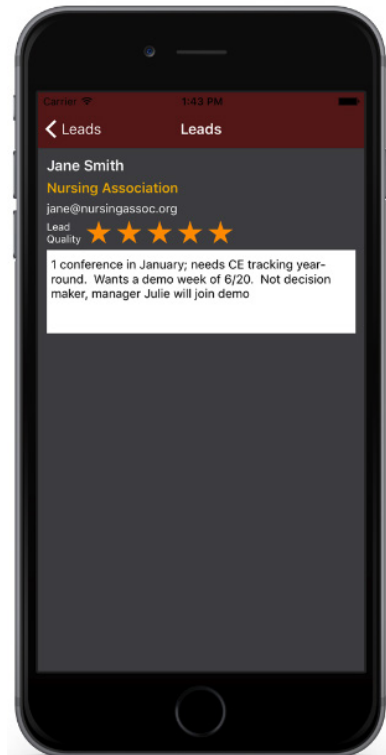 Carrier 1:43 PM
Leads Leads
Jane Smith
Nursing Association
jane@nursingassoc.org
Lead
Quality
1 conference in January; needs CE tracking year-
round. Wants a demo week of 6/20. Not decision
maker, manager Julie will join demo